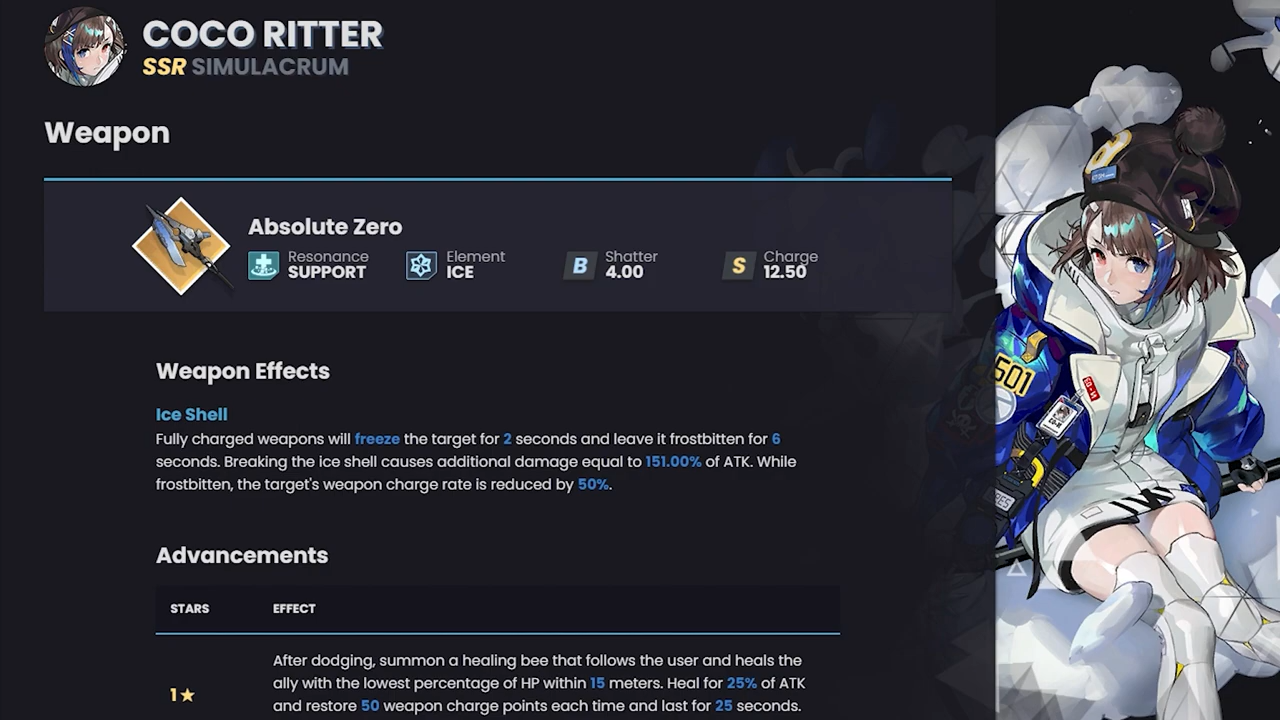 COCO RITTER
SSR SIMULACRUM
Weapon
Absolute Zero
Resonance
SUPPORT
Element
ICE
B
Shatter
4.00
S
Charge
12.50
Weapon Effects
Ice Shell
Fully charged weapons will freeze the target for 2 seconds and leave it frostbitten for 6
seconds. Breaking the ice shell causes additional damage equal to 151.00% of ATK. While
frostbitten, the target's weapon charge rate is reduced by 50%.
Advancements
STARS EFFECT
1★
After dodging, summon a healing bee that follows the user and heals the
ally with the lowest percentage of HP within 15 meters. Heal for 25% of ATK
and restore 50 weapon charge points each time and last for 25 seconds.
501